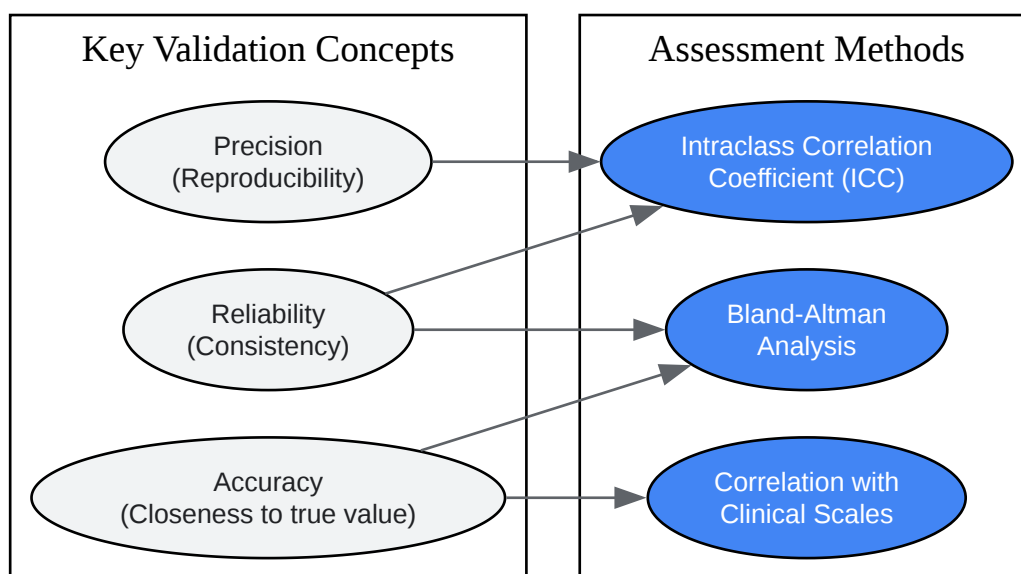 Key Validation Concepts
Precision
(Reproducibility)
Reliability
(Consistency)
Accuracy
(Closeness to true value)
Assessment Methods
Intraclass Correlation
Coefficient (ICC)
Bland-Altman
Analysis
Correlation with
Clinical Scales